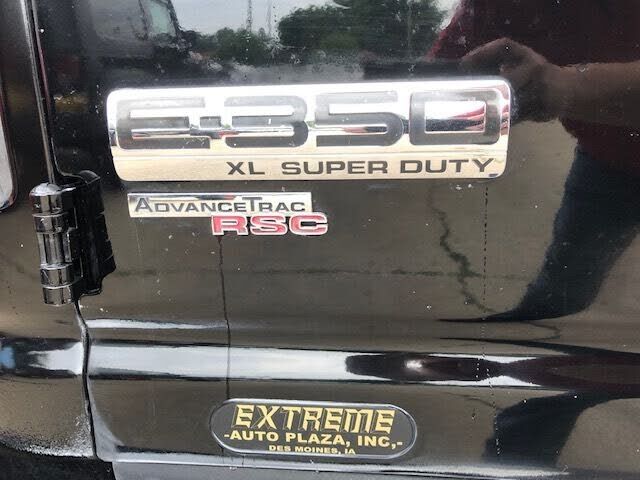 E-350
XL SUPER DUTY
ADVANCETRAC
RSC
EXTREME
-AUTO PLAZA, INC,-
DES MOINES, IA